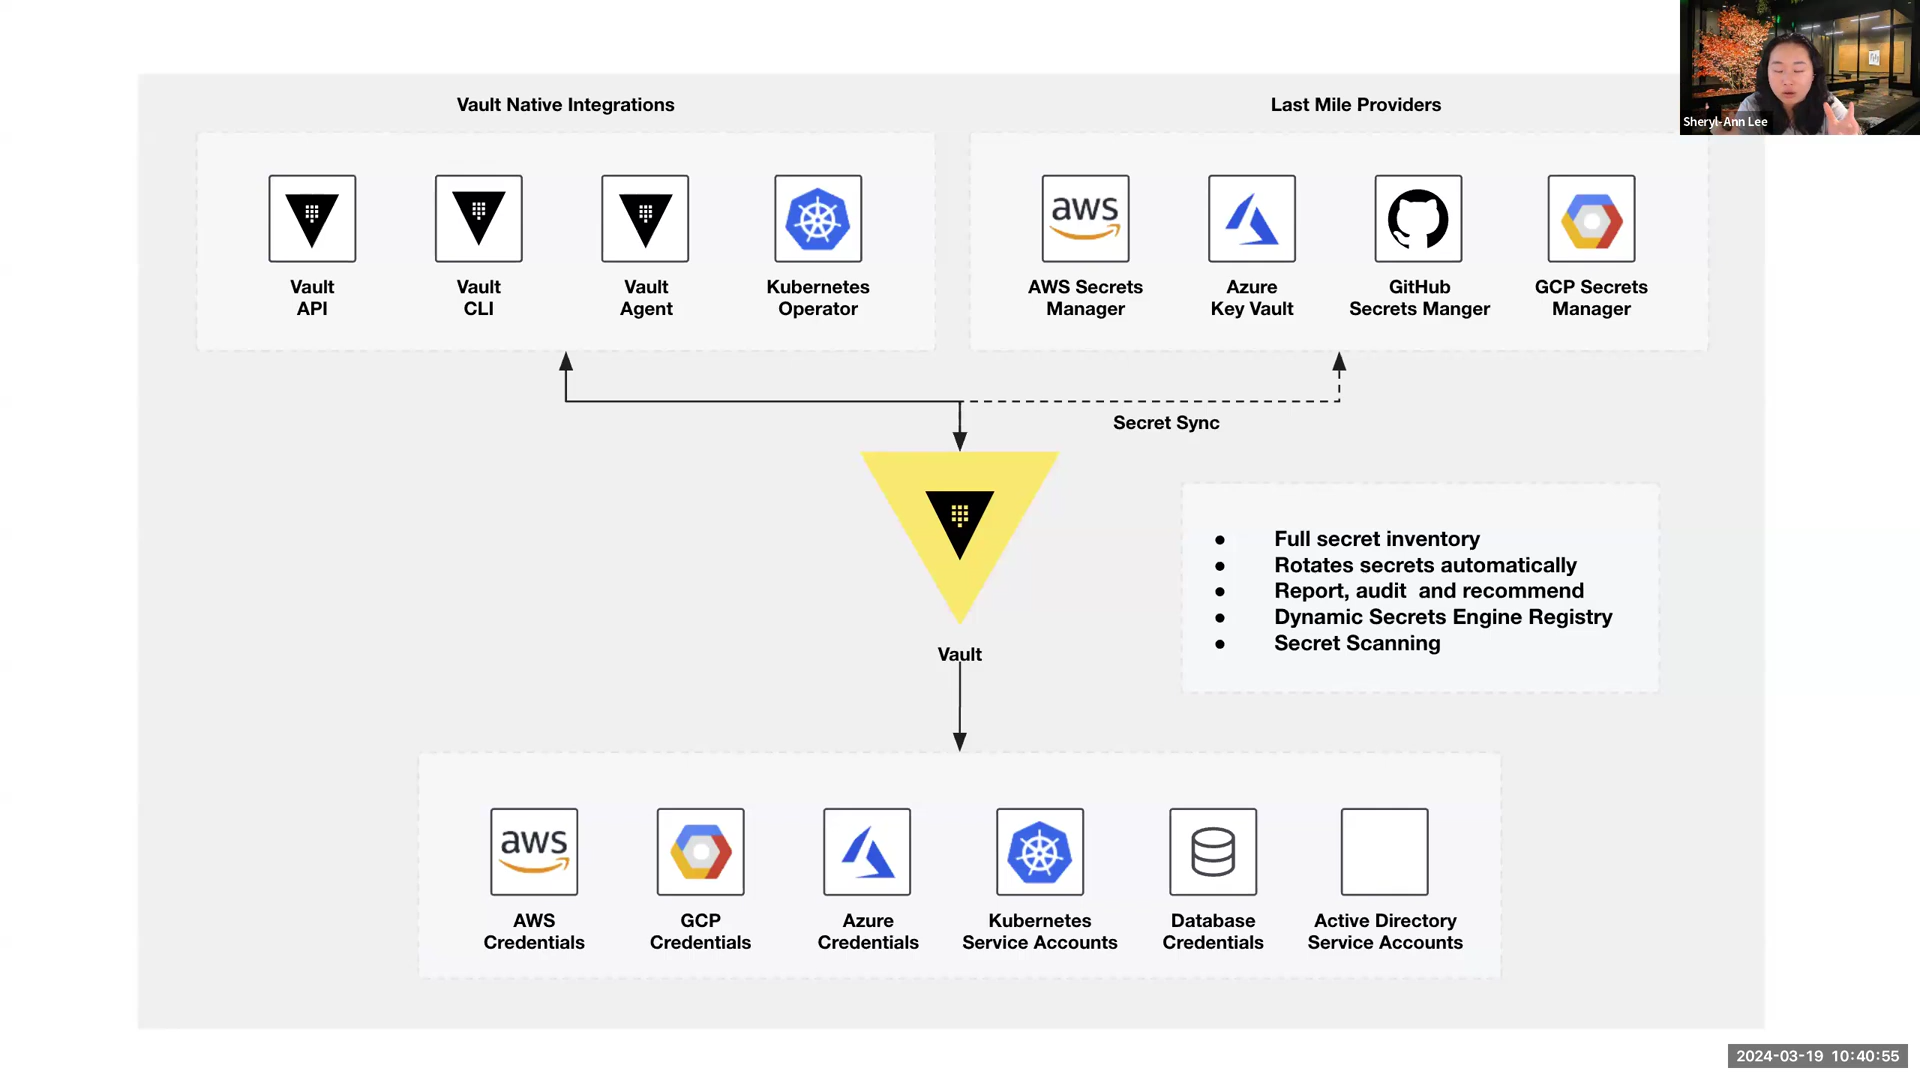 Vault Native Integrations
Last Mile Providers
Sheryl-Ann Lee
aws
Vault
API
Vault
CLI
Vault
Agent
Kubernetes
Operator
AWS Secrets
Manager
Azure
Key Vault
GitHub
Secrets Manger
GCP Secrets
Manager
Secret Sync
● Full secret inventory
● Rotates secrets automatically
● Report, audit  and recommend
● Dynamic Secrets Engine Registry
● Secret Scanning
Vault
aws
AWS
Credentials
GCP
Credentials
Azure
Credentials
Kubernetes
Service Accounts
Database
Credentials
Active Directory
Service Accounts
2024-03-19 10:40:55